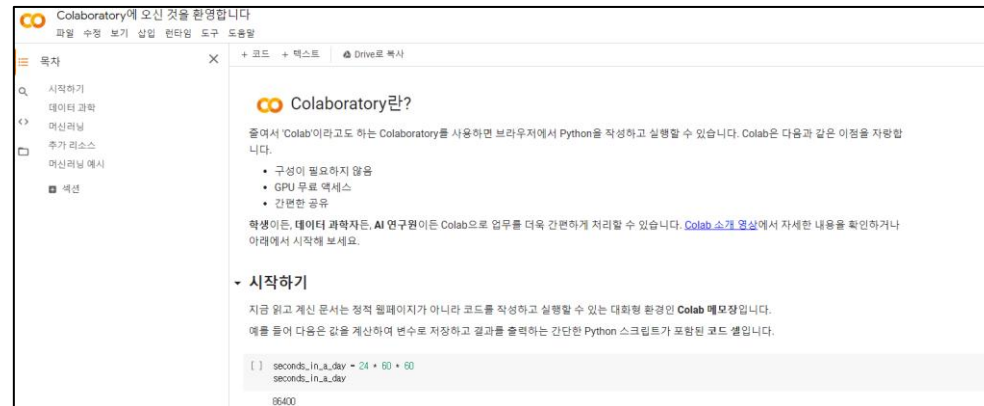 Colaboratory에 오신 것을 환영합니다
파일 수정 보기 삽입 런타임 도구 도움말
목차
시작하기
데이터 과학
머신러닝
추가 리소스
머신러닝 예시
섹션
+ 코드 + 텍스트 Drive로 복사
Colaboratory란?
줄여서 'Colab'이라고도 하는 Colaboratory를 사용하면 브라우저에서 Python을 작성하고 실행할 수 있습니다. Colab은 다음과 같은 이점을 자랑합
니다.
• 구성이 필요하지 않음
• GPU 무료 액세스
• 간편한 공유
학생이든, 데이터 과학자든, AI 연구원이든 Colab으로 업무를 더욱 간편하게 처리할 수 있습니다. Colab 소개 영상에서 자세한 내용을 확인하거나
아래에서 시작해 보세요.
시작하기
지금 읽고 계신 문서는 정적 웹페이지가 아니라 코드를 작성하고 실행할 수 있는 대화형 환경인 Colab 메모장입니다.
예를 들어 다음은 값을 계산하여 변수로 저장하고 결과를 출력하는 간단한 Python 스크립트가 포함된 코드 셀입니다.
[ ] seconds_in_a_day = 24 * 60 * 60
seconds_in_a_day
86400